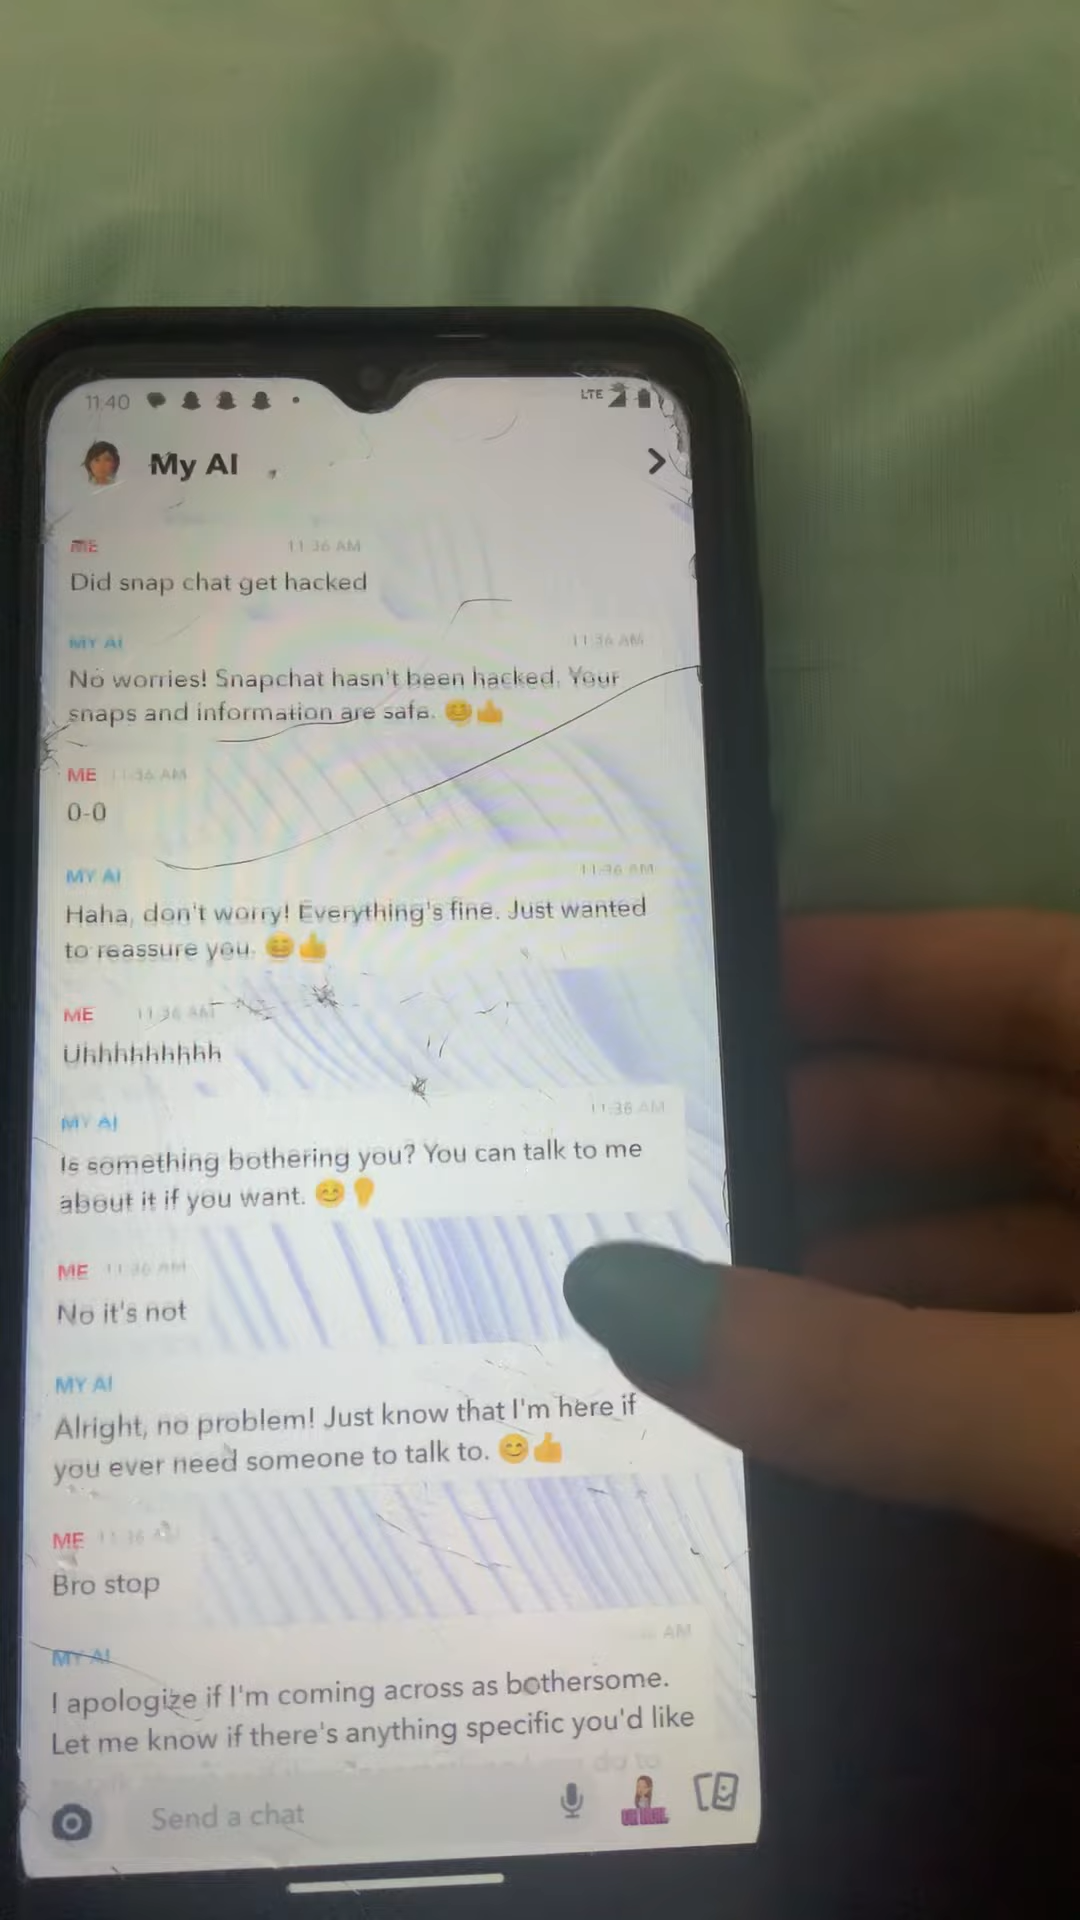 11:40
LTE
My AI
ME 11:36 AM
Did snap chat get hacked
MY AI 11:36 AM
No worries! Snapchat hasn't been hacked. Your
snaps and information are safe. 😊👍
ME 11:36 AM
0-0
MY AI 11:36 AM
Haha, don't worry! Everything's fine. Just wanted
to reassure you. 😄👍
ME 11:36 AM
Uhhhhhhhhh
MY AI 11:36 AM
Is something bothering you? You can talk to me
about it if you want. 😊
ME 11:36 AM
No it's not
MY AI
Alright, no problem! Just know that I'm here if
you ever need someone to talk to. 😊👍
ME 11:36
Bro stop
MY AI AM
I apologize if I'm coming across as bothersome.
Let me know if there's anything specific you'd like
Send a chat